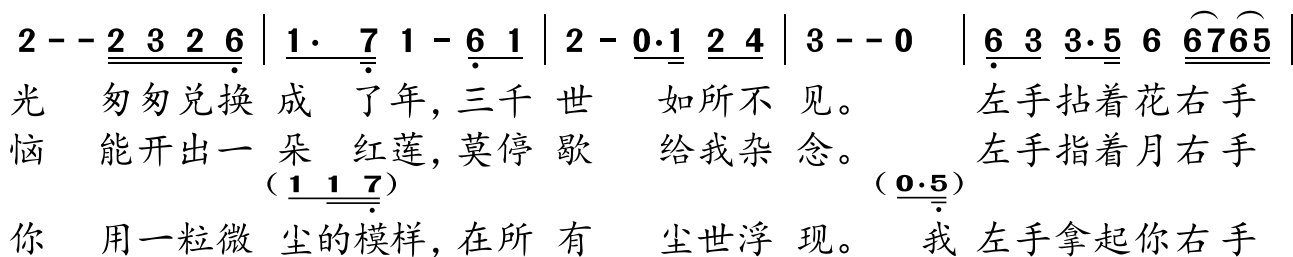 2 - - 2 3 2 6 | 1· 7 1 - 6 1 | 2 - 0·1 2 4 | 3 - - 0 | 6 3 3·5 6 6765 |
光 匆匆兑换 成 了年,三千 世 如所不 见。 左手拈着花右 手
恼 能开出一 朵 红莲,莫停 歇 给我杂 念。 左手指着月右 手
(1 1 7) (0·5)
你 用一粒微 尘的模样,在所 有 尘世浮 现。 我 左手拿起你右 手